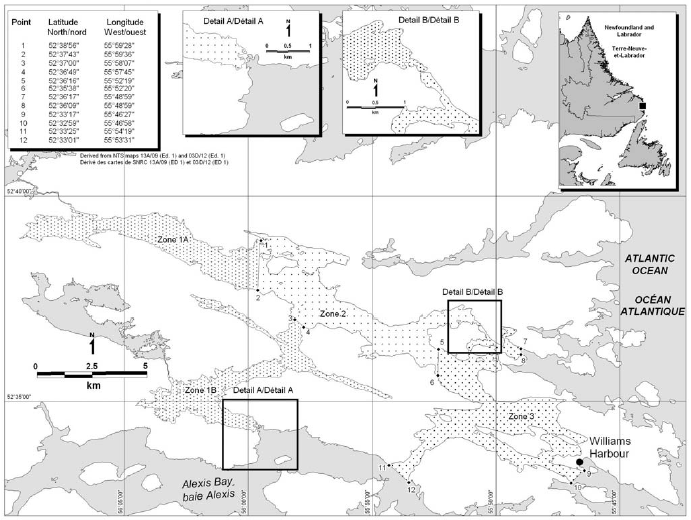 Point Latitude Longitude
North/nord West/ouest
1 52°38'56" 55°59'28"
2 52°37'43" 55°59'36"
3 52°37'00" 55°58'07"
4 52°36'49" 55°57'45"
5 52°36'16" 55°52'19"
6 52°35'38" 55°52'20"
7 52°36'17" 55°48'59"
8 52°36'09" 55°48'59"
9 52°33'17" 55°46'27"
10 52°32'59" 55°46'58"
11 52°33'25" 55°54'19"
12 52°33'01" 55°53'31"
Derived from NTS maps 13A/09 (Ed. 1) and 03D/12 (Ed. 1)
Dérivé des cartes de SNRC 13A/09 (ED 1) et 03D/12 (ED 1)
Detail A/Détail A
N
0 0,5 1
km
Detail B/Détail B
N
0 0,5 1
km
Newfoundland and
Labrador
Terre-Neuve-
et-Labrador
52°40'00"
Zone 1A
1
2
Zone 2
3
4
ATLANTIC
OCEAN
OCÉAN
ATLANTIQUE
Detail B/Détail B
5
6
7
8
N
0 2.5 5
km
Zone 1B
Detail A/Détail A
52°35'00"
Zone 3
Williams
Harbour
9
10
11
12
Alexis Bay,
baie Alexis
56°00'00"
55°55'00"
55°50'00"
55°45'00"